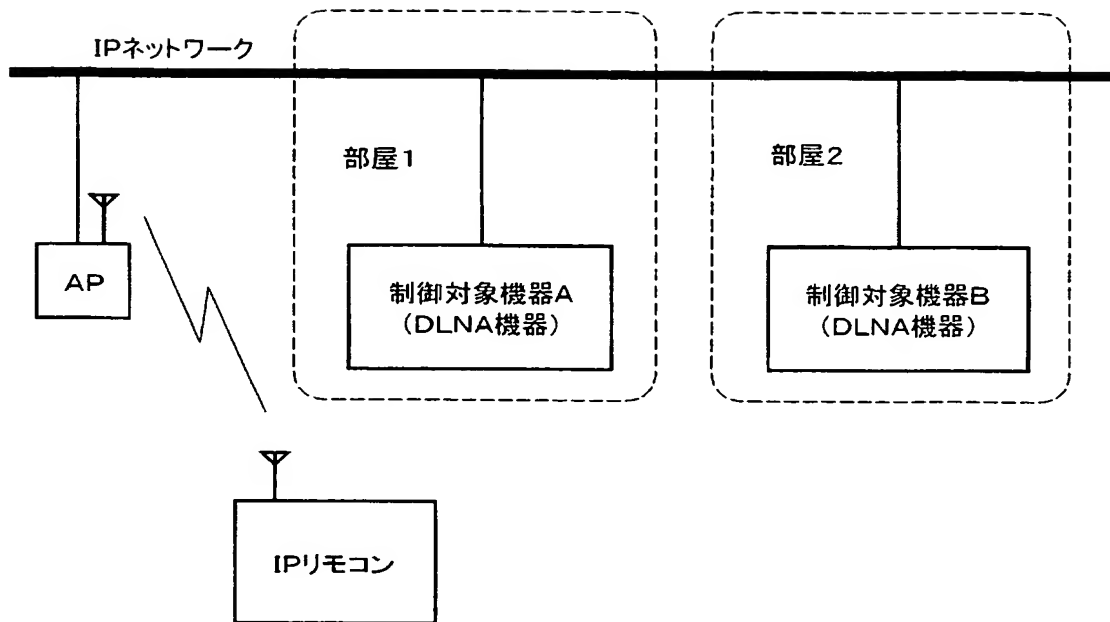 IPネットワーク
部屋1
部屋2
AP
制御対象機器A
(DLNA機器)
制御対象機器B
(DLNA機器)
IPリモコン